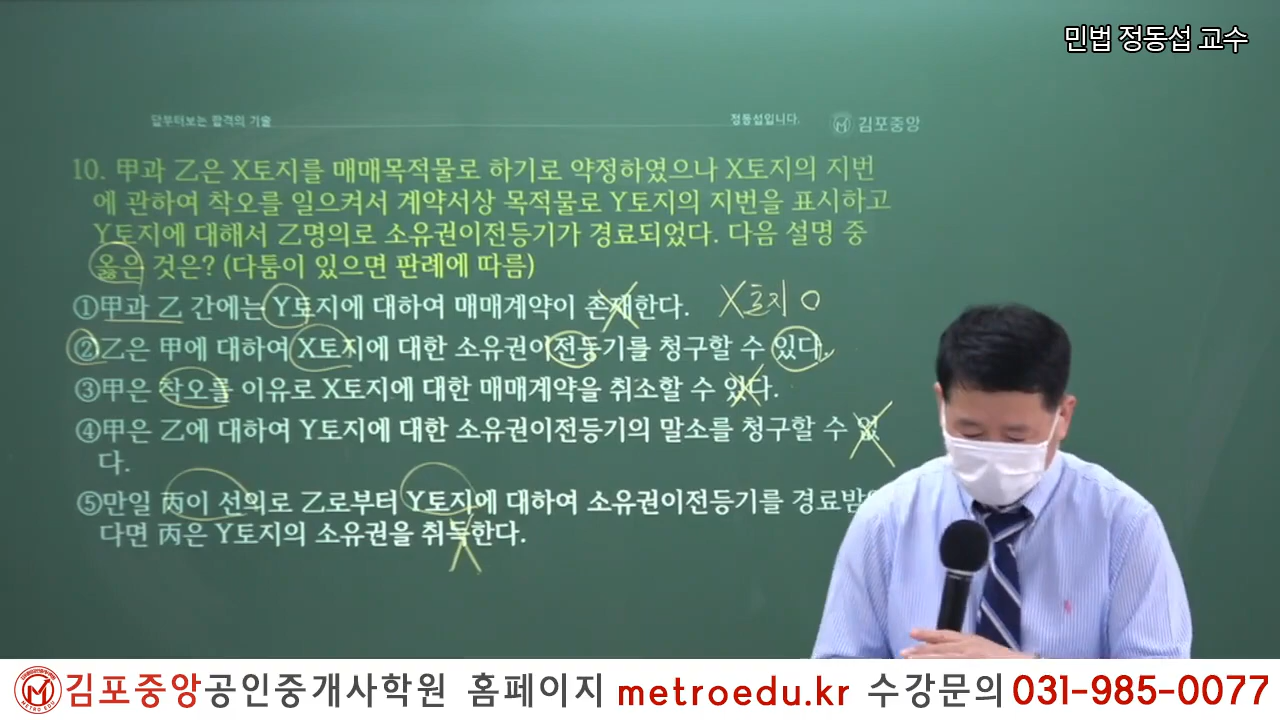 민법 정동섭 교수
답부터보는 합격의 기술 정동섭입니다. 김포중앙
10. 甲과 乙은 X토지를 매매목적물로 하기로 약정하였으나 X토지의 지번
에 관하여 착오를 일으켜서 계약서상 목적물로 Y토지의 지번을 표시하고
Y토지에 대해서 乙명의로 소유권이전등기가 경료되었다. 다음 설명 중
옳은 것은? (다툼이 있으면 판례에 따름)
①甲과 乙 간에는 Y토지에 대하여 매매계약이 존재한다. X토지 O
②乙은 甲에 대하여 X토지에 대한 소유권이전등기를 청구할 수 있다.
③甲은 착오를 이유로 X토지에 대한 매매계약을 취소할 수 있다.
④甲은 乙에 대하여 Y토지에 대한 소유권이전등기의 말소를 청구할 수 없
다.
⑤만일 丙이 선의로 乙로부터 Y토지에 대하여 소유권이전등기를
다면 丙은 Y토지의 소유권을 취득한다.
김포중앙공인중개사학원 홈페이지 metroedu.kr 수강문의 031-985-0077